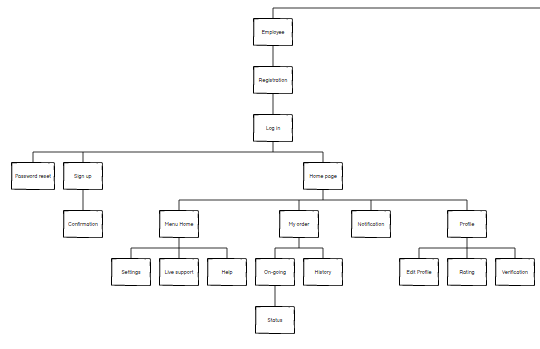 Employee
Registration
Log in
Password reset
Sign up
Home page
Confirmation
Menu Home
My order
Notification
Profile
Settings
Live support
Help
On-going
History
Edit Profile
Rating
Verification
Status